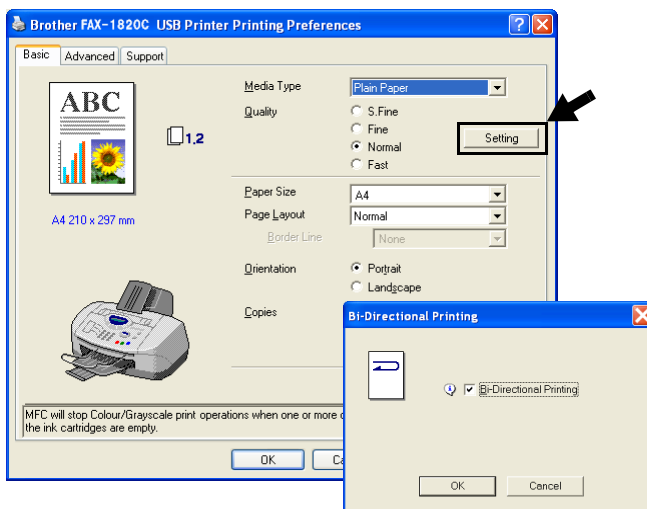 Brother FAX-1820C USB Printer Printing Preferences
Basic Advanced Support
ABC
1.2
A4 210 x 297 mm
Media Type Plain Paper
Quality S.Fine
Fine
Normal
Fast
Setting
Paper Size A4
Page Layout Normal
Border Line None
Orientation Portrait
Landscape
Copies
MFC will stop Colour/Grayscale print operations when one or more
the ink cartridges are empty.
OK
Bi-Directional Printing
Bi-Directional Printing
OK Cancel